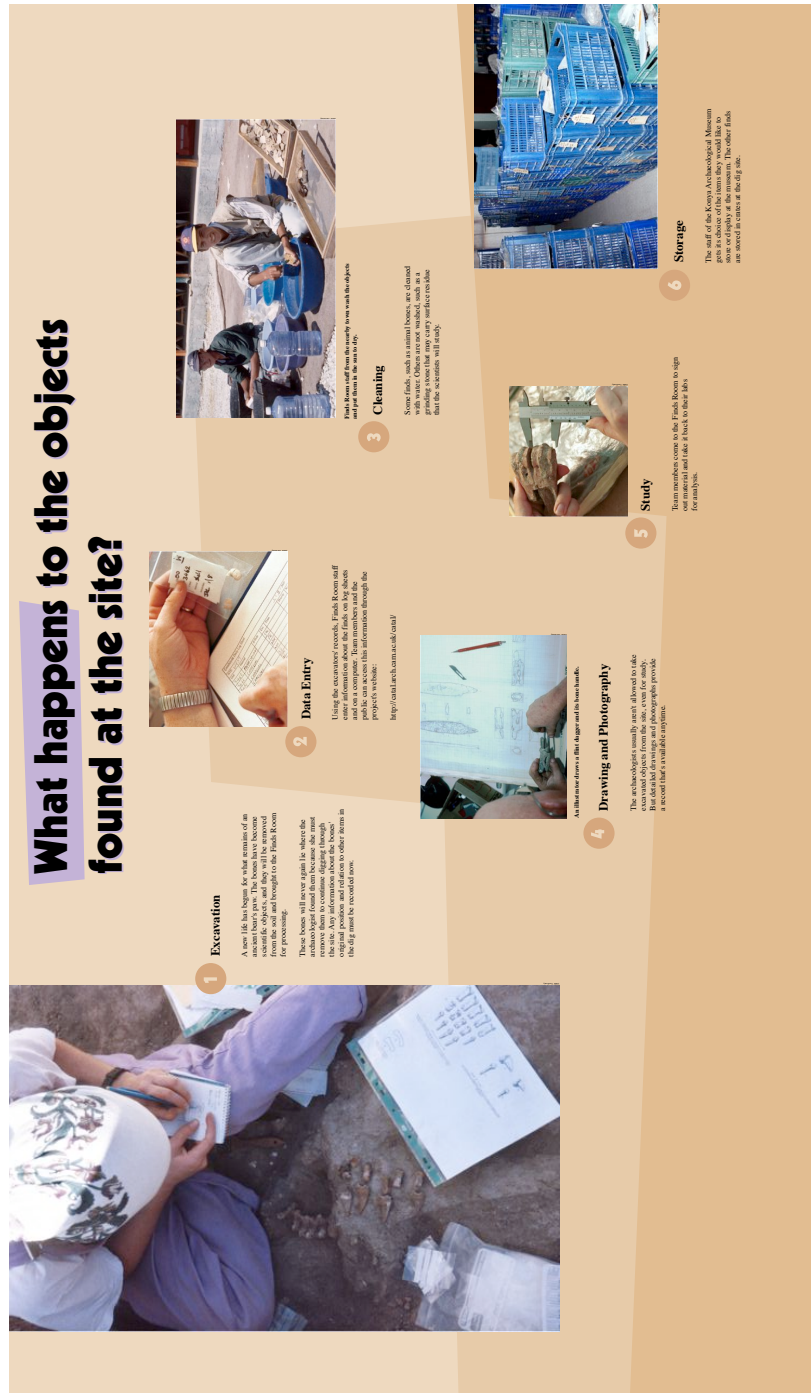 What happens to the objects
found at the site?
1
Excavation
A new life has begun for what remains of an
ancient bear's paw. The bones have become
scientific objects, and they will be removed
from the soil and brought to the Finds Room
for processing.
These bones will never again lie where the
archaeologist found them because she must
remove them to continue digging through
the site. Any information about the bones'
original position and relation to other items in
the dig must be recorded now.
2
Data Entry
Using the excavators' records, Finds Room staff
enter information about the finds on log sheets
and on a computer. Team members and the
public can access this information through the
project's website:
http://catal.arch.cam.ac.uk/catal/
Finds Room staff from the nearby town wash the objects
and put them in the sun to dry.
3
Cleaning
Some finds, such as animal bones, are cleaned
with water. Others are not washed, such as a
grinding stone that may carry surface residue
that the scientists will study.
An illustrator draws a flint dagger and its bone handle.
4
Drawing and Photography
The archaeologists usually aren't allowed to take
excavated objects from the site, even for study.
But detailed drawings and photographs provide
a record that's available anytime.
5
Study
Team members come to the Finds Room to sign
out material and take it back to their labs
for analysis.
6
Storage
The staff of the Konya Archaeological Museum
gets its choice of the items they would like to
store or display at the museum. The other finds
are stored in crates at the dig site.